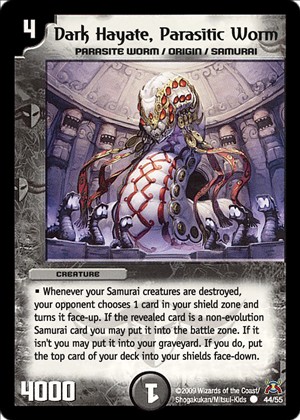 4
Dark Hayate, Parasitic Worm
PARASITE WORM / ORIGIN / SAMURAI
CREATURE
▪ Whenever your Samurai creatures are destroyed,
your opponent chooses 1 card in your shield zone and
turns it face-up. If the revealed card is a non-evolution
Samurai card you may put it into the battle zone. If it
isn't you may put it into your graveyard. If you do, put
the top card of your deck into your shields face-down.
4000
1
©2009 Wizards of the Coast/
Shogakukan/Mitsui-Kids
44/55